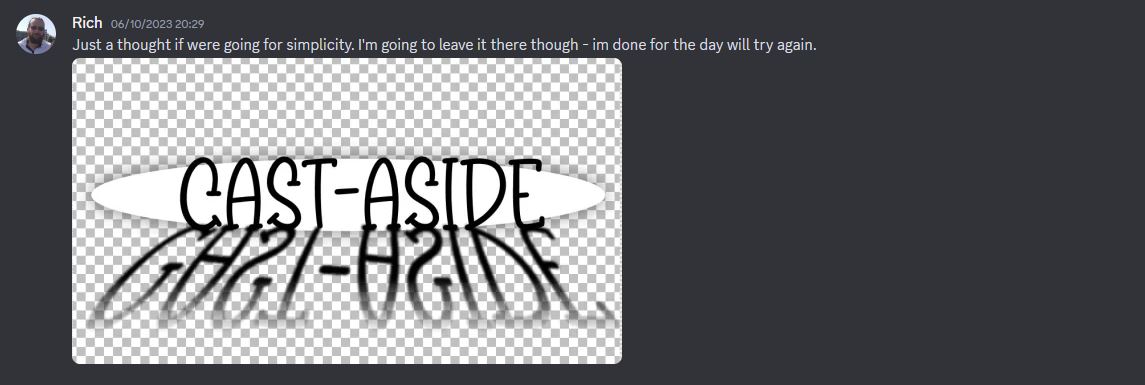 Rich 06/10/2023 20:29
Just a thought if were going for simplicity. I'm going to leave it there though - im done for the day will try again.
CAST-ASIDE